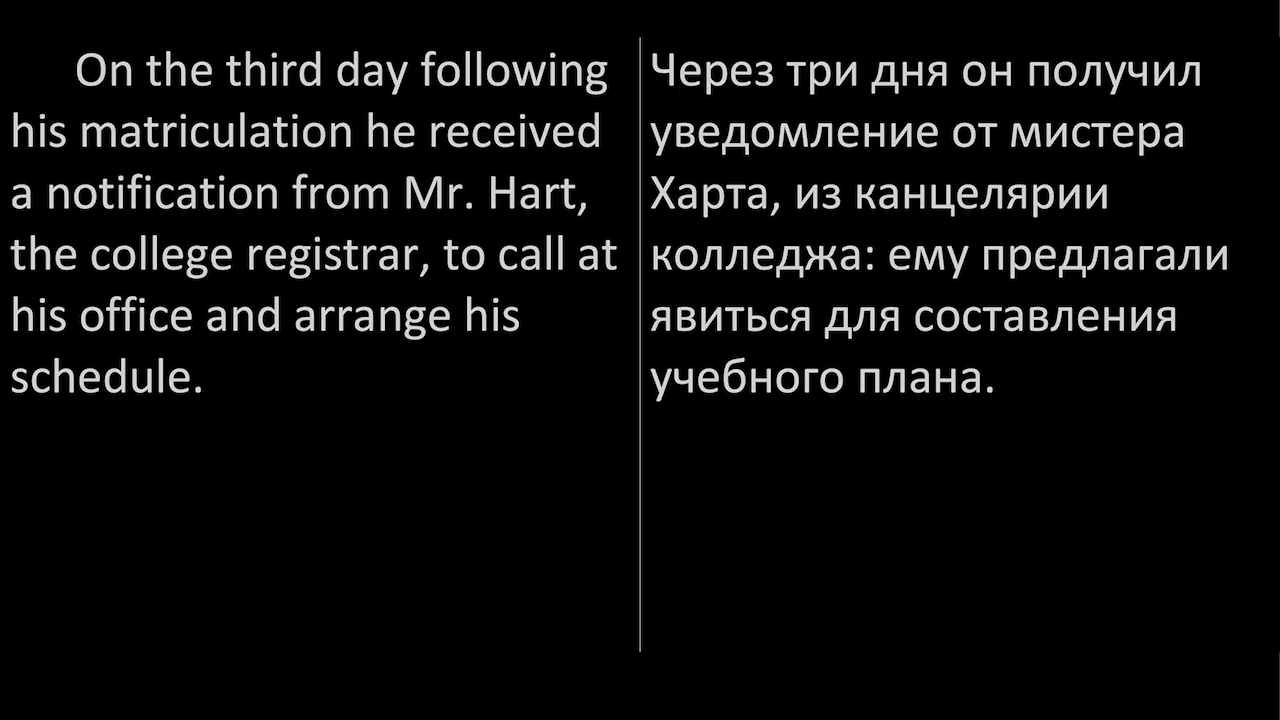 On the third day following
his matriculation he received
a notification from Mr. Hart,
the college registrar, to call at
his office and arrange his
schedule.
Через три дня он получил
уведомление от мистера
Харта, из канцелярии
колледжа: ему предлагали
явиться для составления
учебного плана.